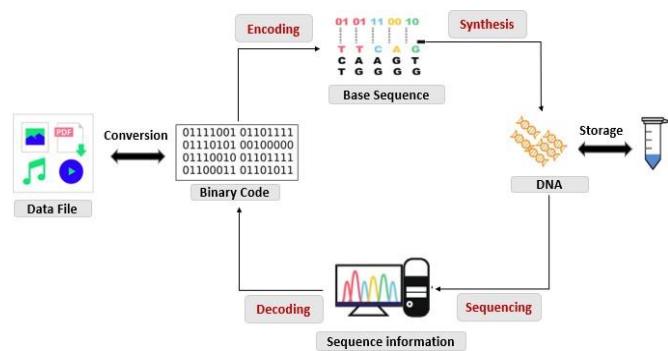 Encoding
01 01 11 00 10
T T C A G
C A A G T
T G G G G
Base Sequence
Synthesis
PDF
Data File
Conversion
01111001 01101111
01110101 00100000
01110010 01101111
01100011 01101011
Binary Code
DNA
Storage
Decoding
Sequence information
Sequencing